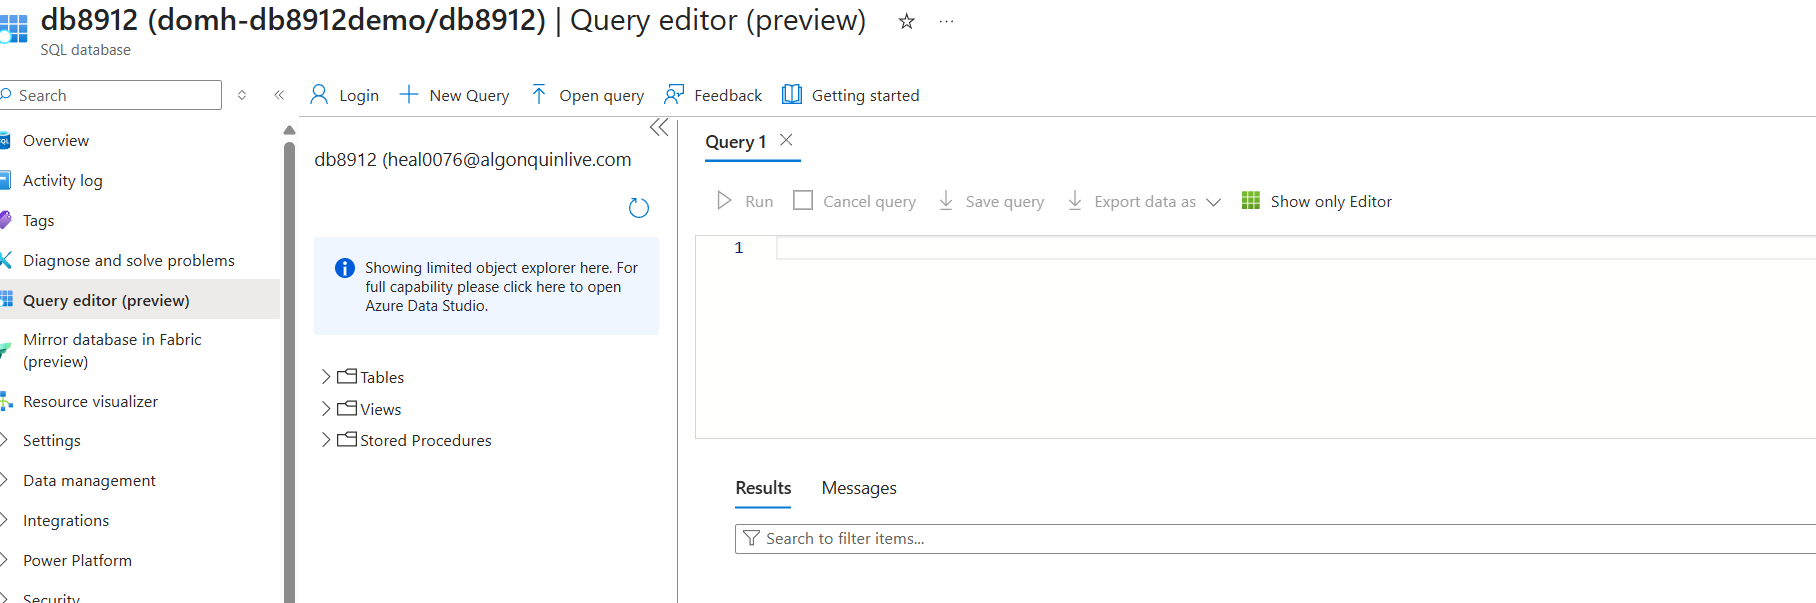 db8912 (domh-db8912demo/db8912) | Query editor (preview)
SQL database
Search
Login
New Query
Open query
Feedback
Getting started
Overview
Activity log
Tags
Diagnose and solve problems
Query editor (preview)
Mirror database in Fabric
(preview)
Resource visualizer
Settings
Data management
Integrations
Power Platform
Security
db8912 (heal0076@algonquinlive.com
Showing limited object explorer here. For
full capability please click here to open
Azure Data Studio.
Tables
Views
Stored Procedures
Query 1
Run
Cancel query
Save query
Export data as
Show only Editor
1
Results
Messages
Search to filter items...